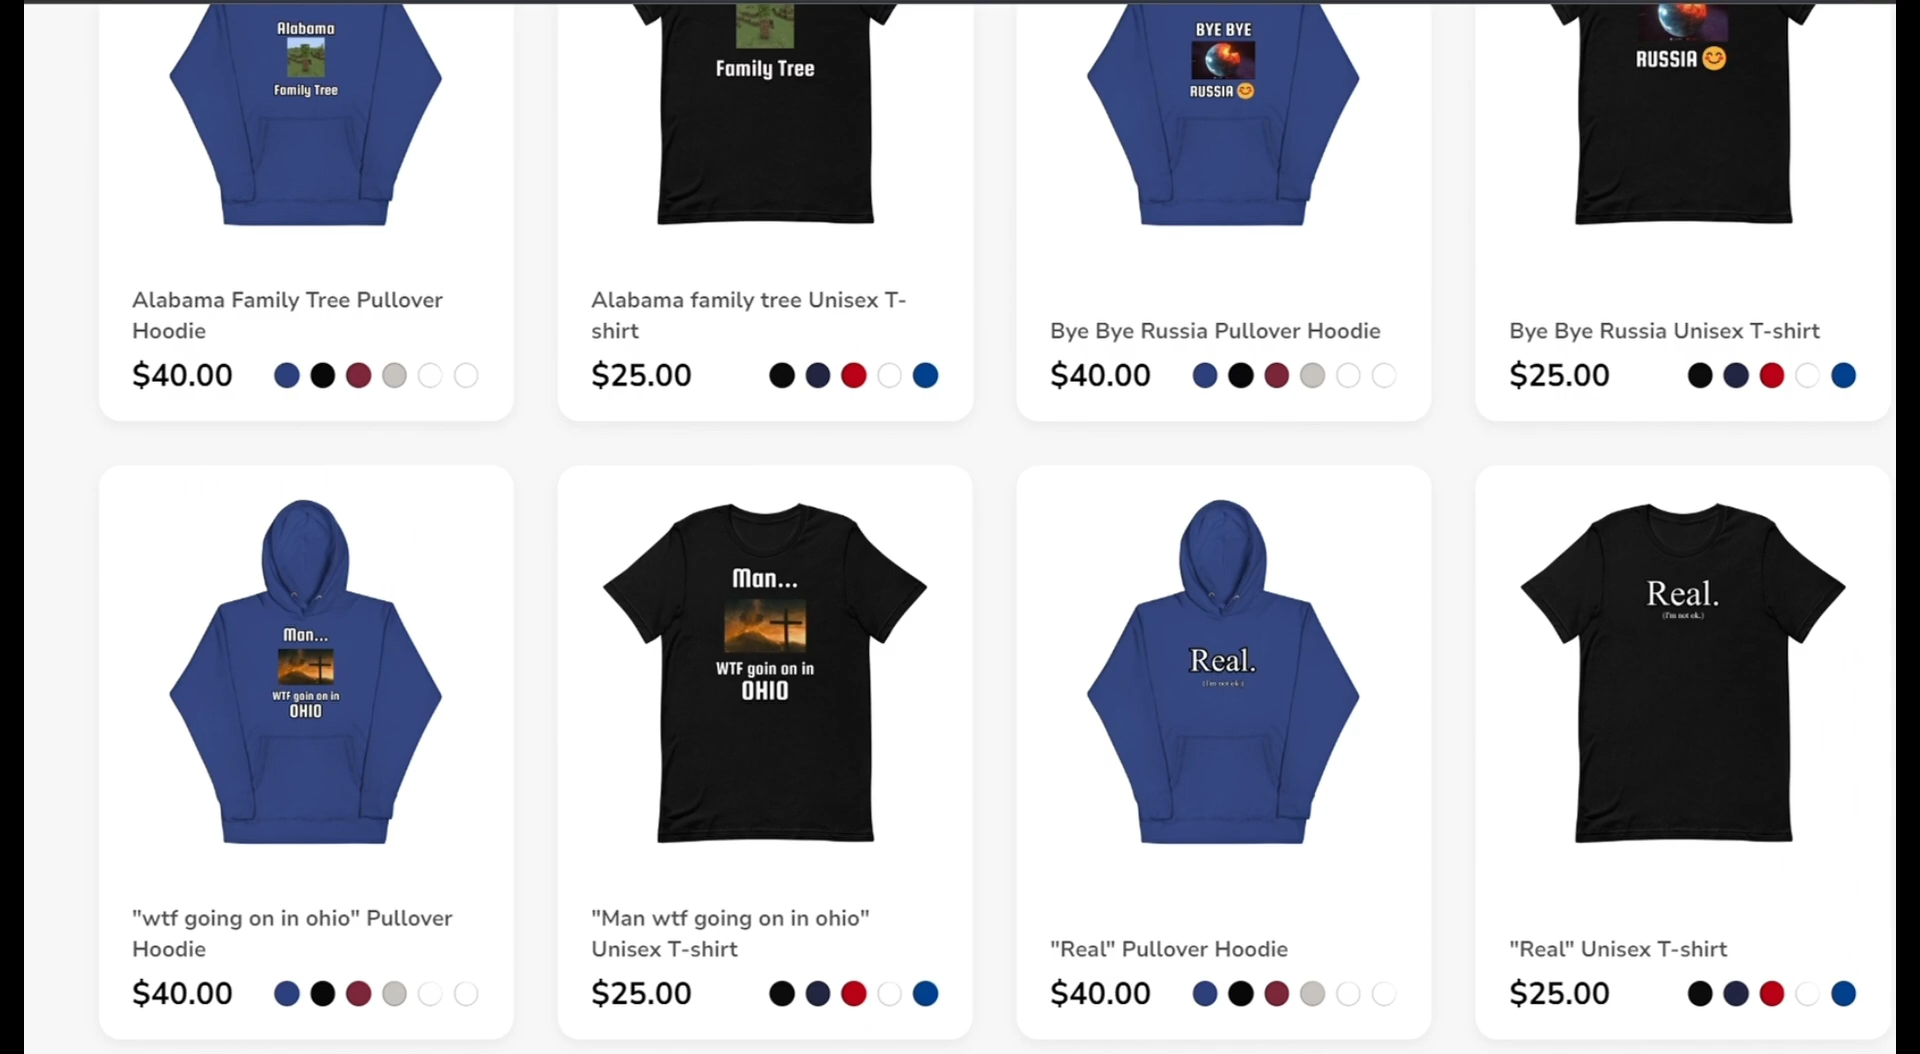 Alabama
Family Tree
Family Tree
BYE BYE
RUSSIA 😊
RUSSIA 😊
Alabama Family Tree Pullover
Hoodie
$40.00
Alabama family tree Unisex T-
shirt
$25.00
Bye Bye Russia Pullover Hoodie
$40.00
Bye Bye Russia Unisex T-shirt
$25.00
Man...
WTF goin on in
OHIO
Man...
WTF goin on in
OHIO
Real.
(I'm not ok.)
Real.
(I'm not ok.)
"wtf going on in ohio" Pullover
Hoodie
$40.00
"Man wtf going on in ohio"
Unisex T-shirt
$25.00
"Real" Pullover Hoodie
$40.00
"Real" Unisex T-shirt
$25.00